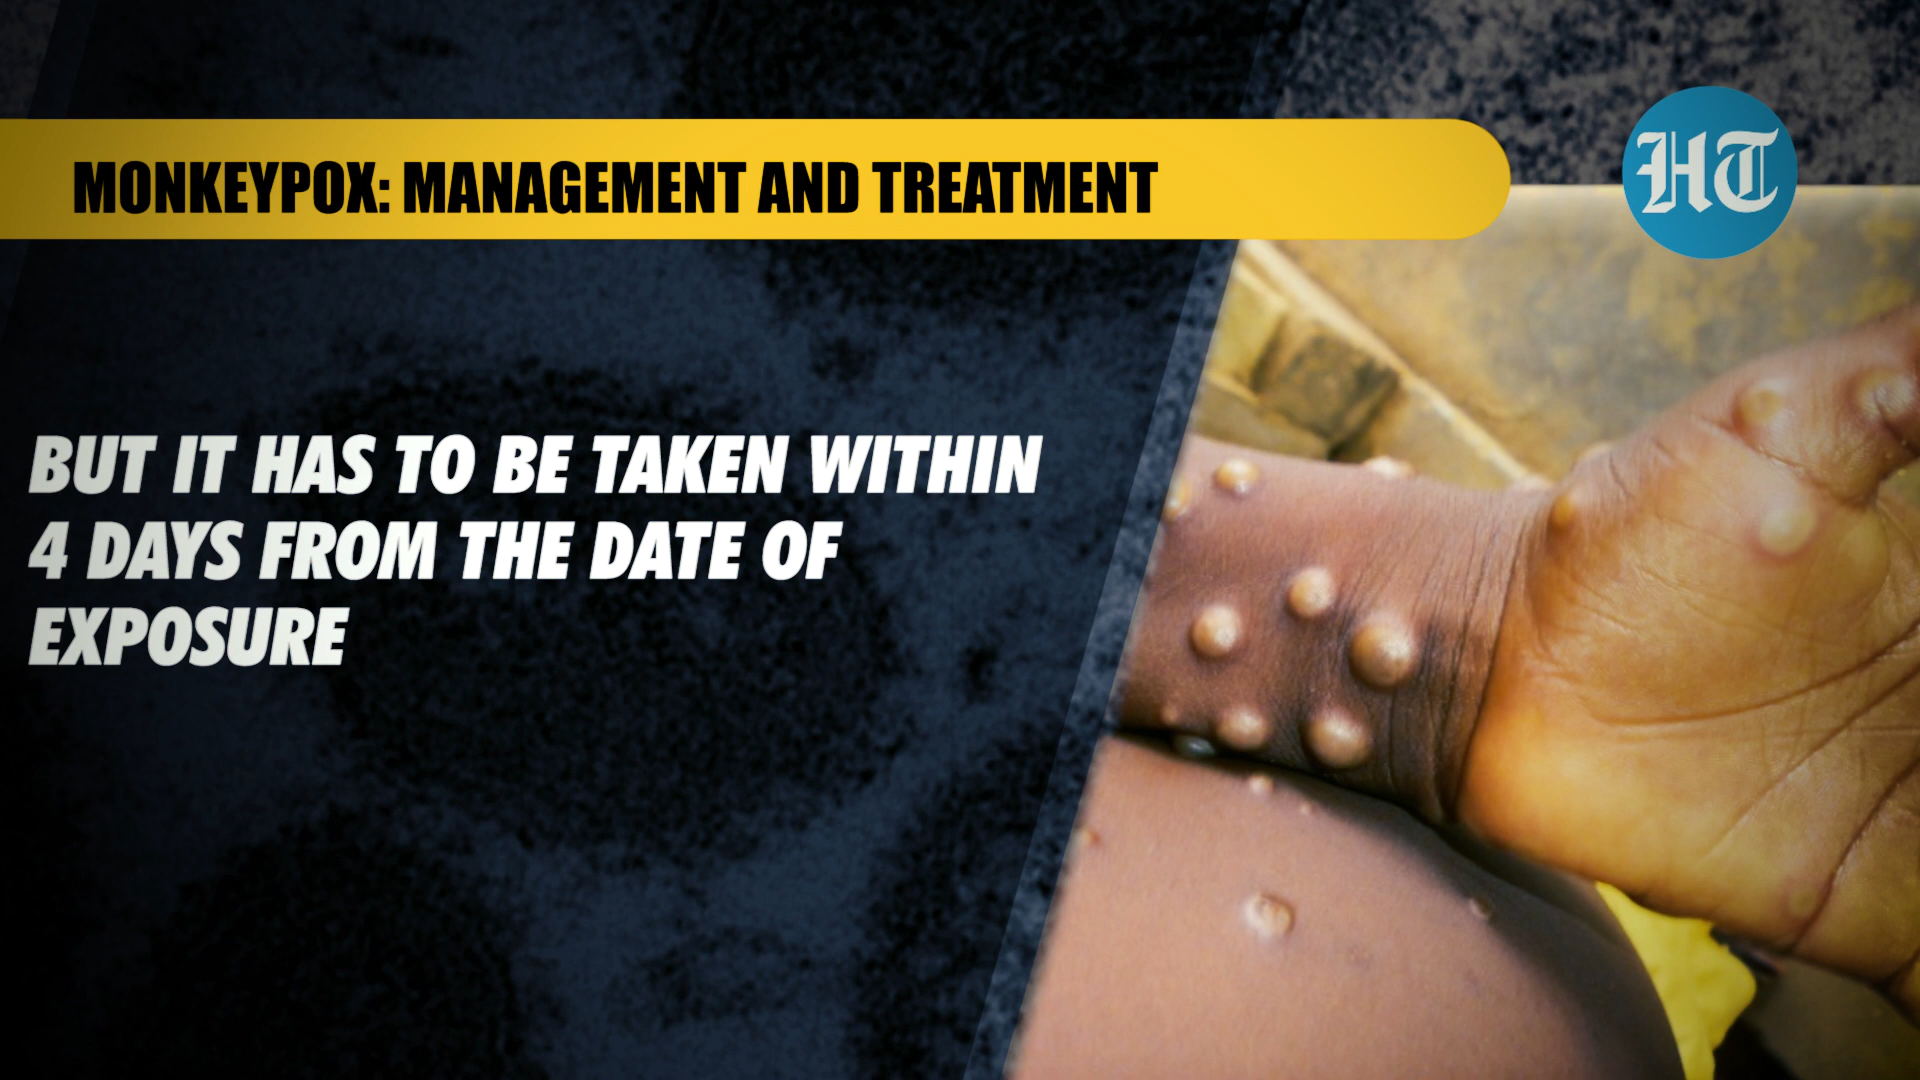 MONKEYPOX: MANAGEMENT AND TREATMENT
HT
BUT IT HAS TO BE TAKEN WITHIN
4 DAYS FROM THE DATE OF
EXPOSURE